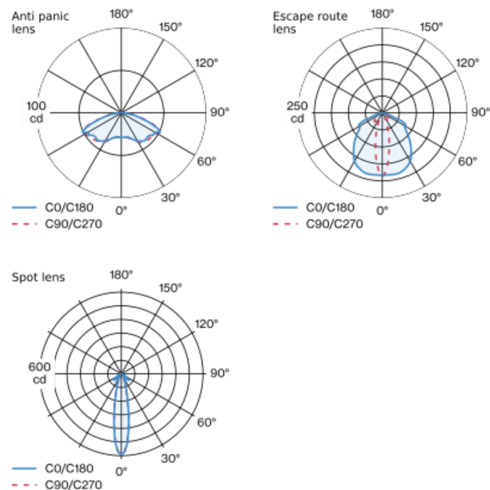 Anti panic
lens
180°
150°
120°
100
cd
90°
60°
30°
0°
C0/C180
C90/C270
Escape route
lens
180°
150°
120°
250
cd
90°
60°
30°
0°
C0/C180
C90/C270
Spot lens
180°
150°
120°
600
cd
90°
60°
30°
0°
C0/C180
C90/C270